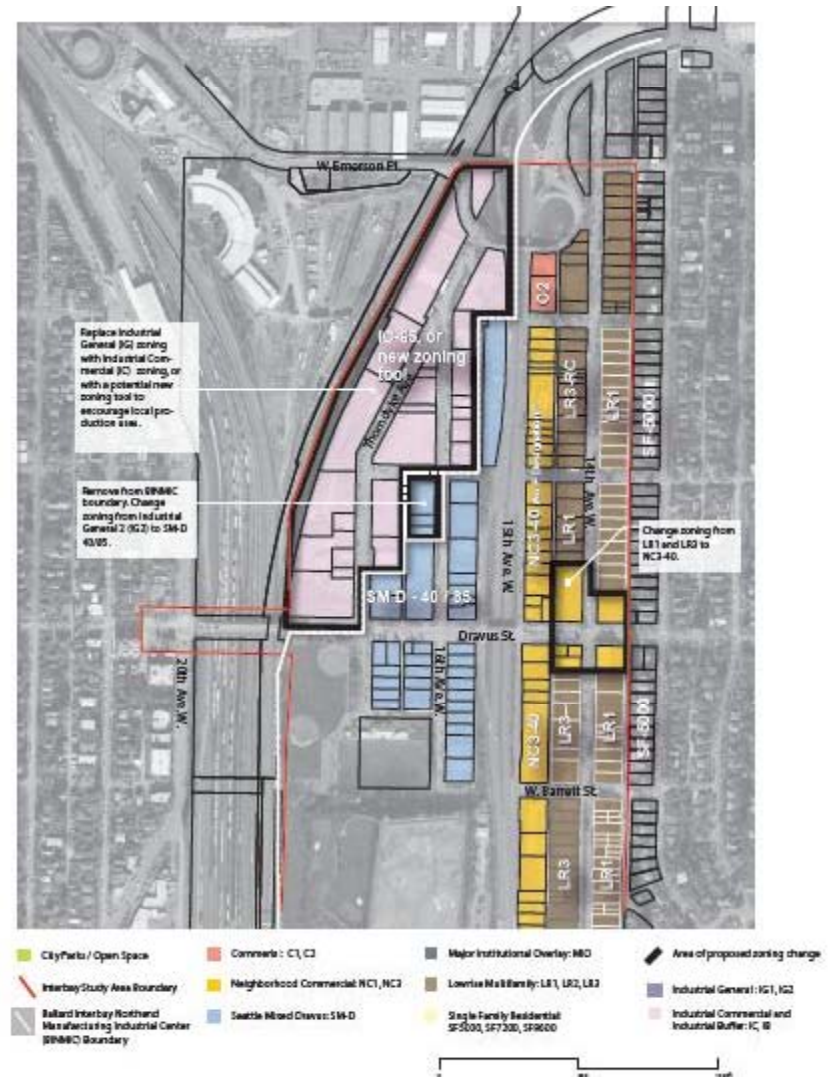 W. Emerson Pl.
C2
Replace Industrial
General (IG) zoning
with Industrial Com-
mercial (IC) zoning, or
with a potential new
zoning tool to
encourage local pro-
duction uses.
IC-65, or
new zoning
tool
Thorndyke Ave.
LR3-RC
LR1
SF-5000
NC3-40
LR1
14th Ave. W.
15th Ave. W.
Remove from BINMIC
boundary. Change
zoning from Industrial
General 2 (IG2) to SM-D
40/85.
Change zoning from
LR1 and LR3 to
NC3-40.
SM-D - 40 / 85
Dravus St.
20th Ave. W.
16th Ave. W.
NC3-40
LR3
LR1
SF-5000
W. Barrett St.
LR3
LR1
City Parks / Open Space
Interbay Study Area Boundary
Ballard Interbay Northend
Manufacturing Industrial Center
(BINMIC) Boundary
C1, C2
Neighborhood Commercial: NC1, NC3
Seattle Mixed Dravus: SM-D
Major Institutional Overlay: MIO
Lowrise Multifamily: LR1, LR2, LR3
Single Family Residential
SF5000, SF7200, SF9600
Area of proposed zoning change
Industrial General: IG1, IG2
Industrial Commercial and
Industrial Buffer: IC, IB